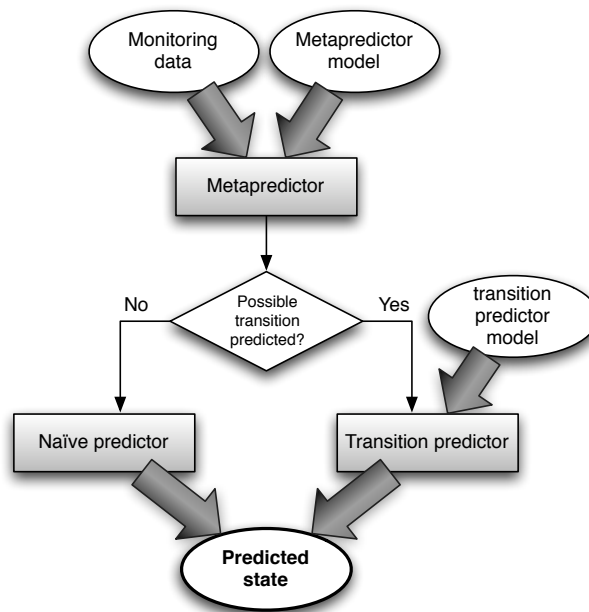 Monitoring
data
Metapredictor
model
Metapredictor
No
Possible
transition
predicted?
Yes
transition
predictor
model
Naïve predictor
Transition predictor
Predicted
state